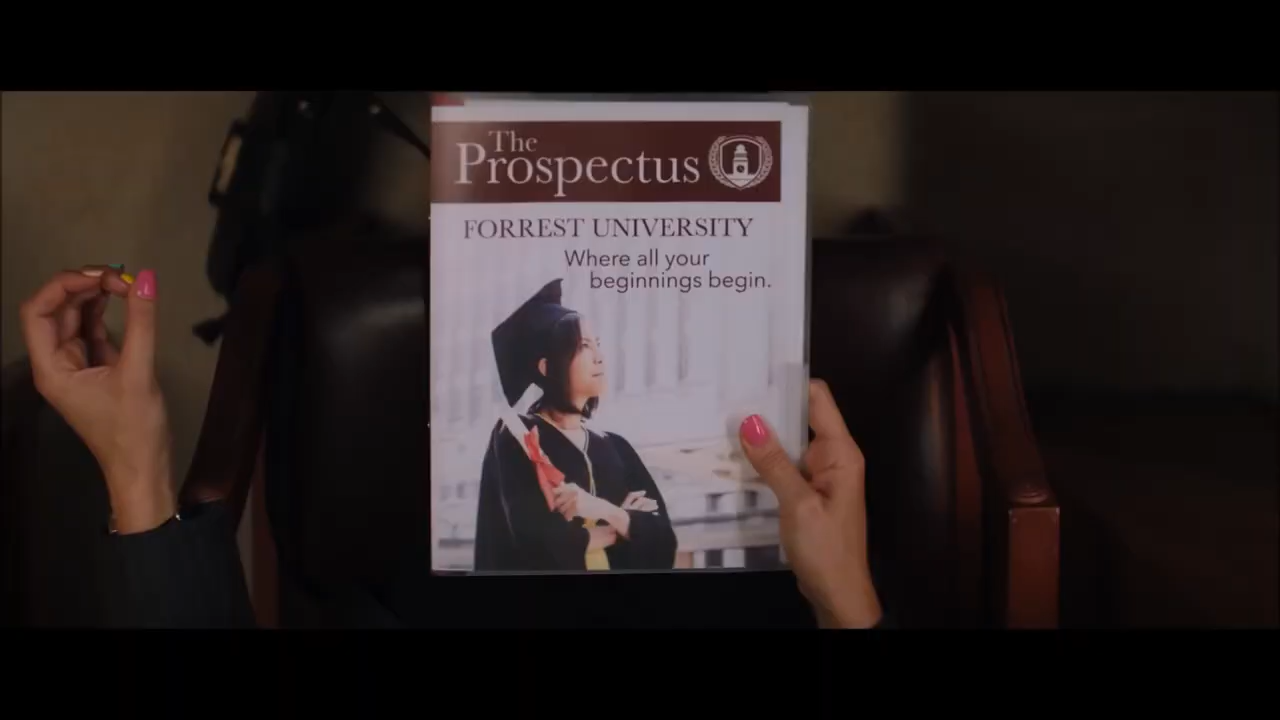 The
Prospectus
FORREST UNIVERSITY
Where all your
beginnings begin.